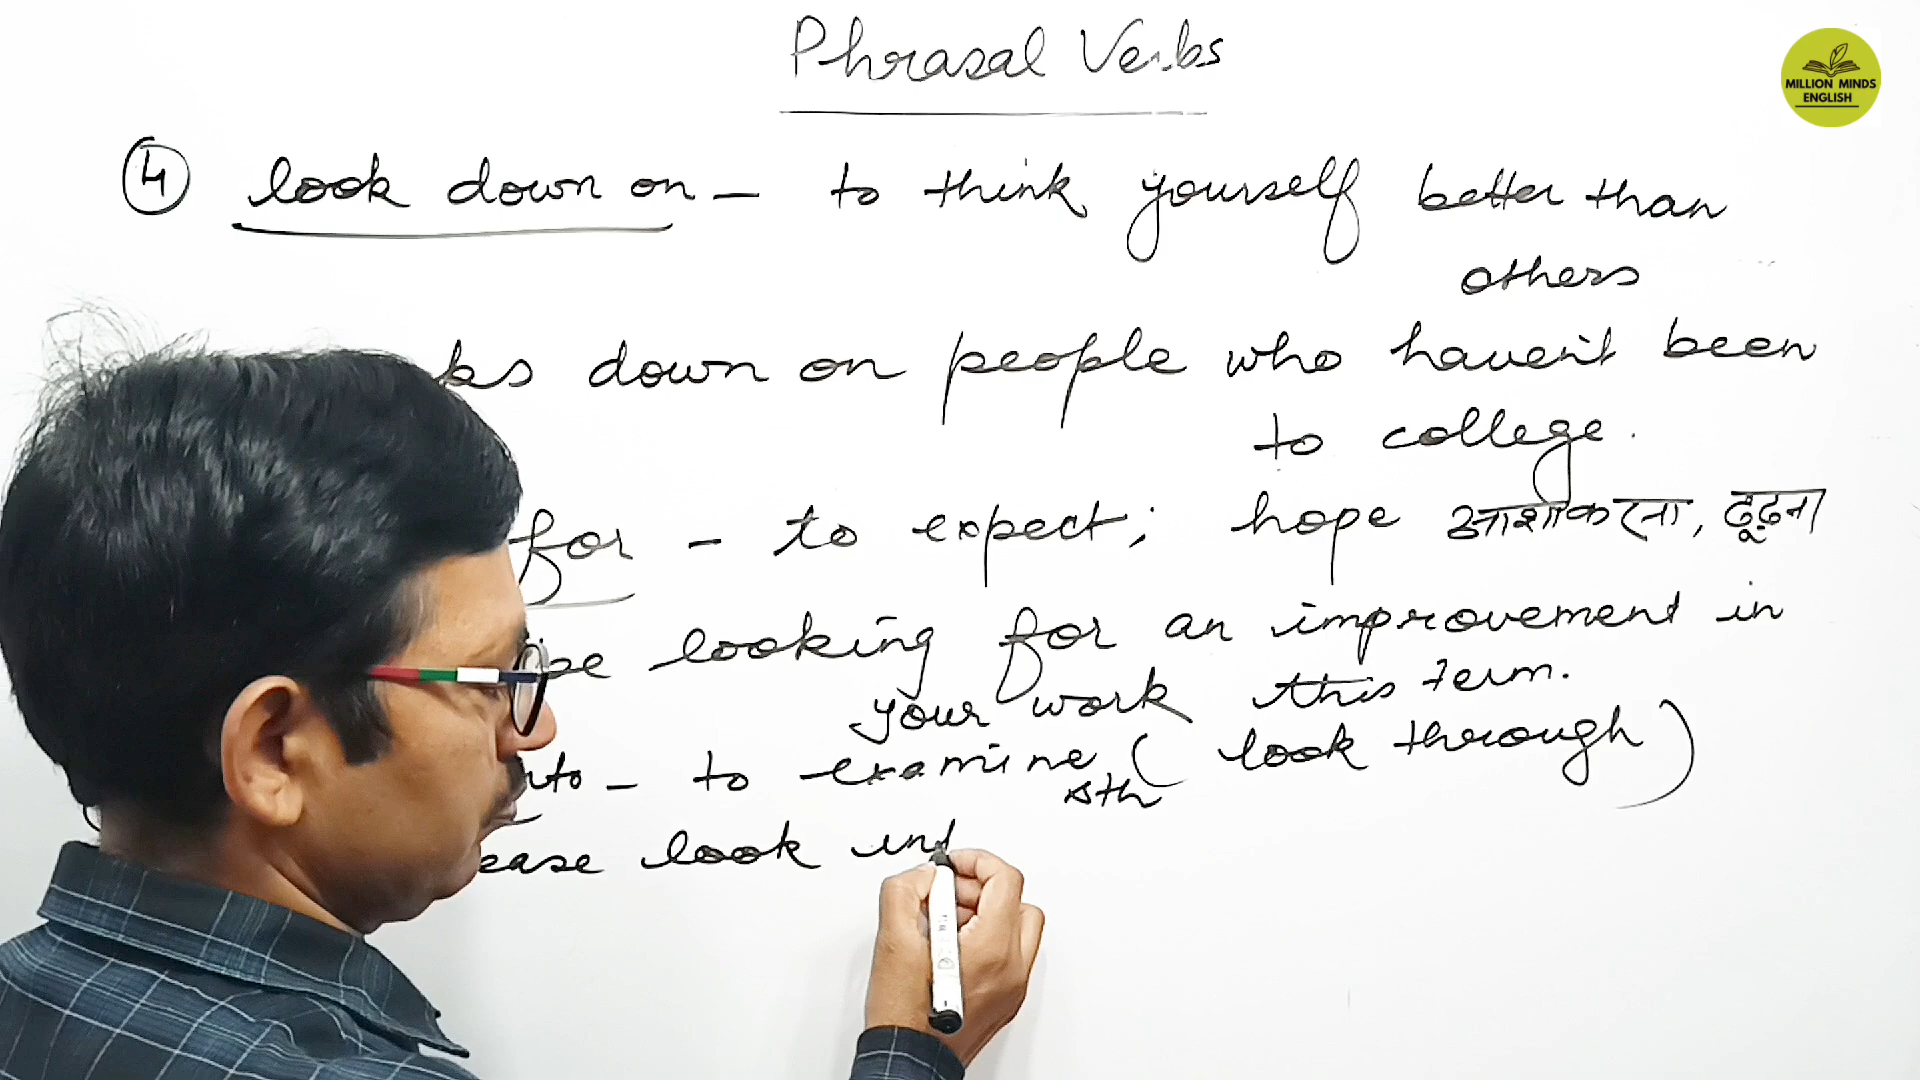 Phrasal Verbs
MILLION MINDS
ENGLISH
4 look down on – to think yourself better than
others
ks down on people who haven't been
to college.
for – to expect; hope आशा करना, ढूढ़ना
looking for an improvement in
your work this term.
to – to examine (look through)
sth
ease look int